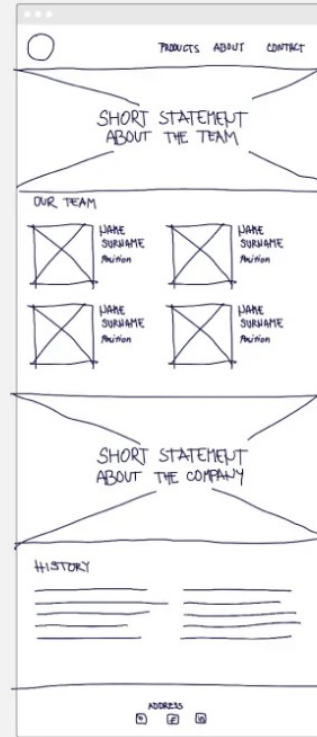 PRODUCTS ABOUT CONTACT
SHORT STATEMENT
ABOUT THE TEAM
OUR TEAM
NAME
SURNAME
Position
NAME
SURNAME
Position
NAME
SURNAME
Position
NAME
SURNAME
Position
SHORT STATEMENT
ABOUT THE COMPANY
HISTORY
ADDRESS